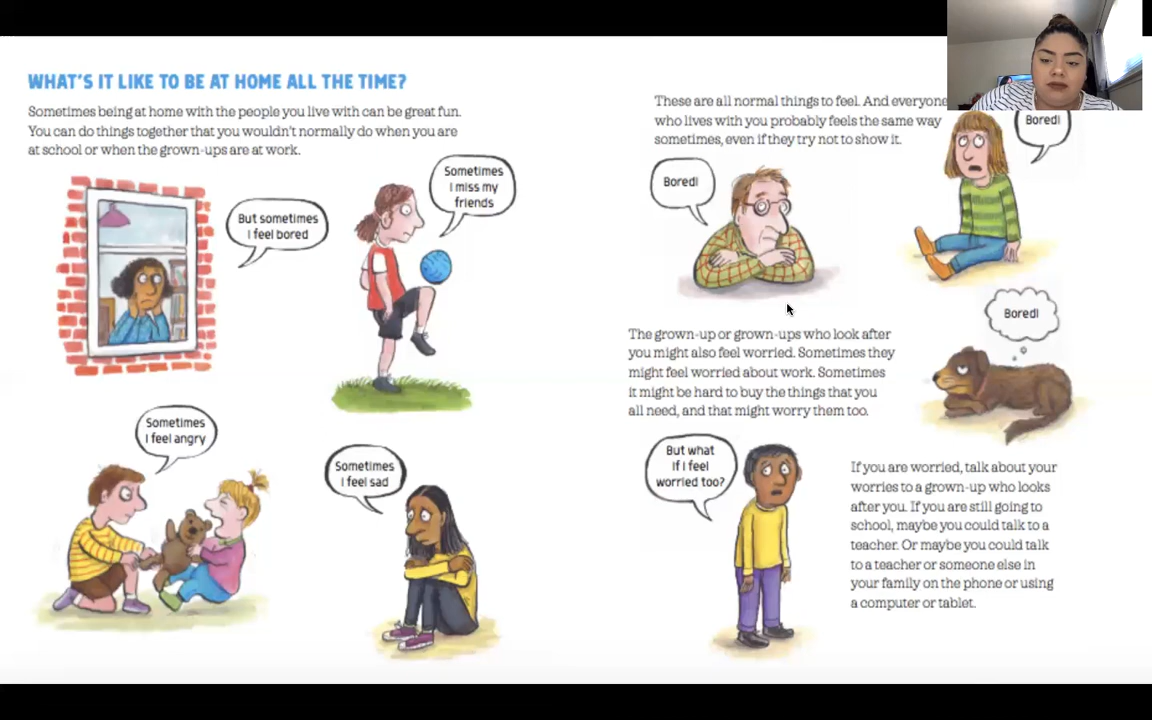 WHAT'S IT LIKE TO BE AT HOME ALL THE TIME?
Sometimes being at home with the people you live with can be great fun.
You can do things together that you wouldn't normally do when you are
at school or when the grown-ups are at work.
But sometimes
I feel bored
Sometimes
I miss my
friends
Sometimes
I feel angry
Sometimes
I feel sad
These are all normal things to feel. And everyone
who lives with you probably feels the same way
sometimes, even if they try not to show it.
Bored!
Bored!
Bored!
The grown-up or grown-ups who look after
you might also feel worried. Sometimes they
might feel worried about work. Sometimes
it might be hard to buy the things that you
all need, and that might worry them too.
But what
if I feel
worried too?
If you are worried, talk about your
worries to a grown-up who looks
after you. If you are still going to
school, maybe you could talk to a
teacher. Or maybe you could talk
to a teacher or someone else in
your family on the phone or using
a computer or tablet.